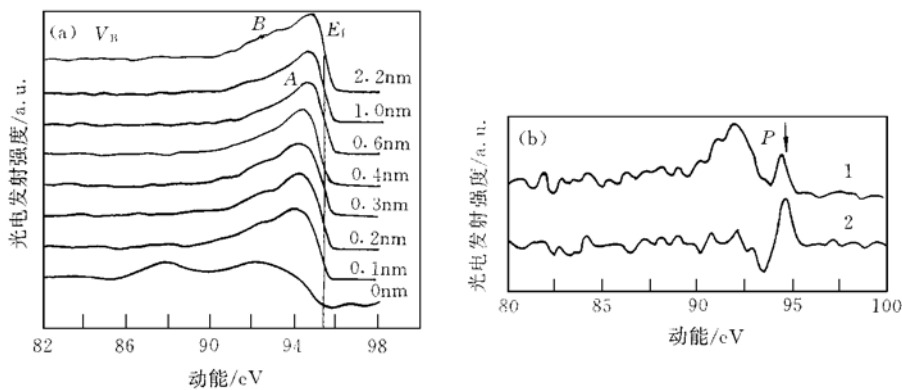 (a) V_B
B
E_f
A
2.2nm
1.0nm
0.6nm
0.4nm
0.3nm
0.2nm
0.1nm
0nm
光电发射强度/a.u.
82 86 90 94 98
动能/eV
(b)
P
1
2
光电发射强度/a.u.
80 85 90 95 100
动能/eV